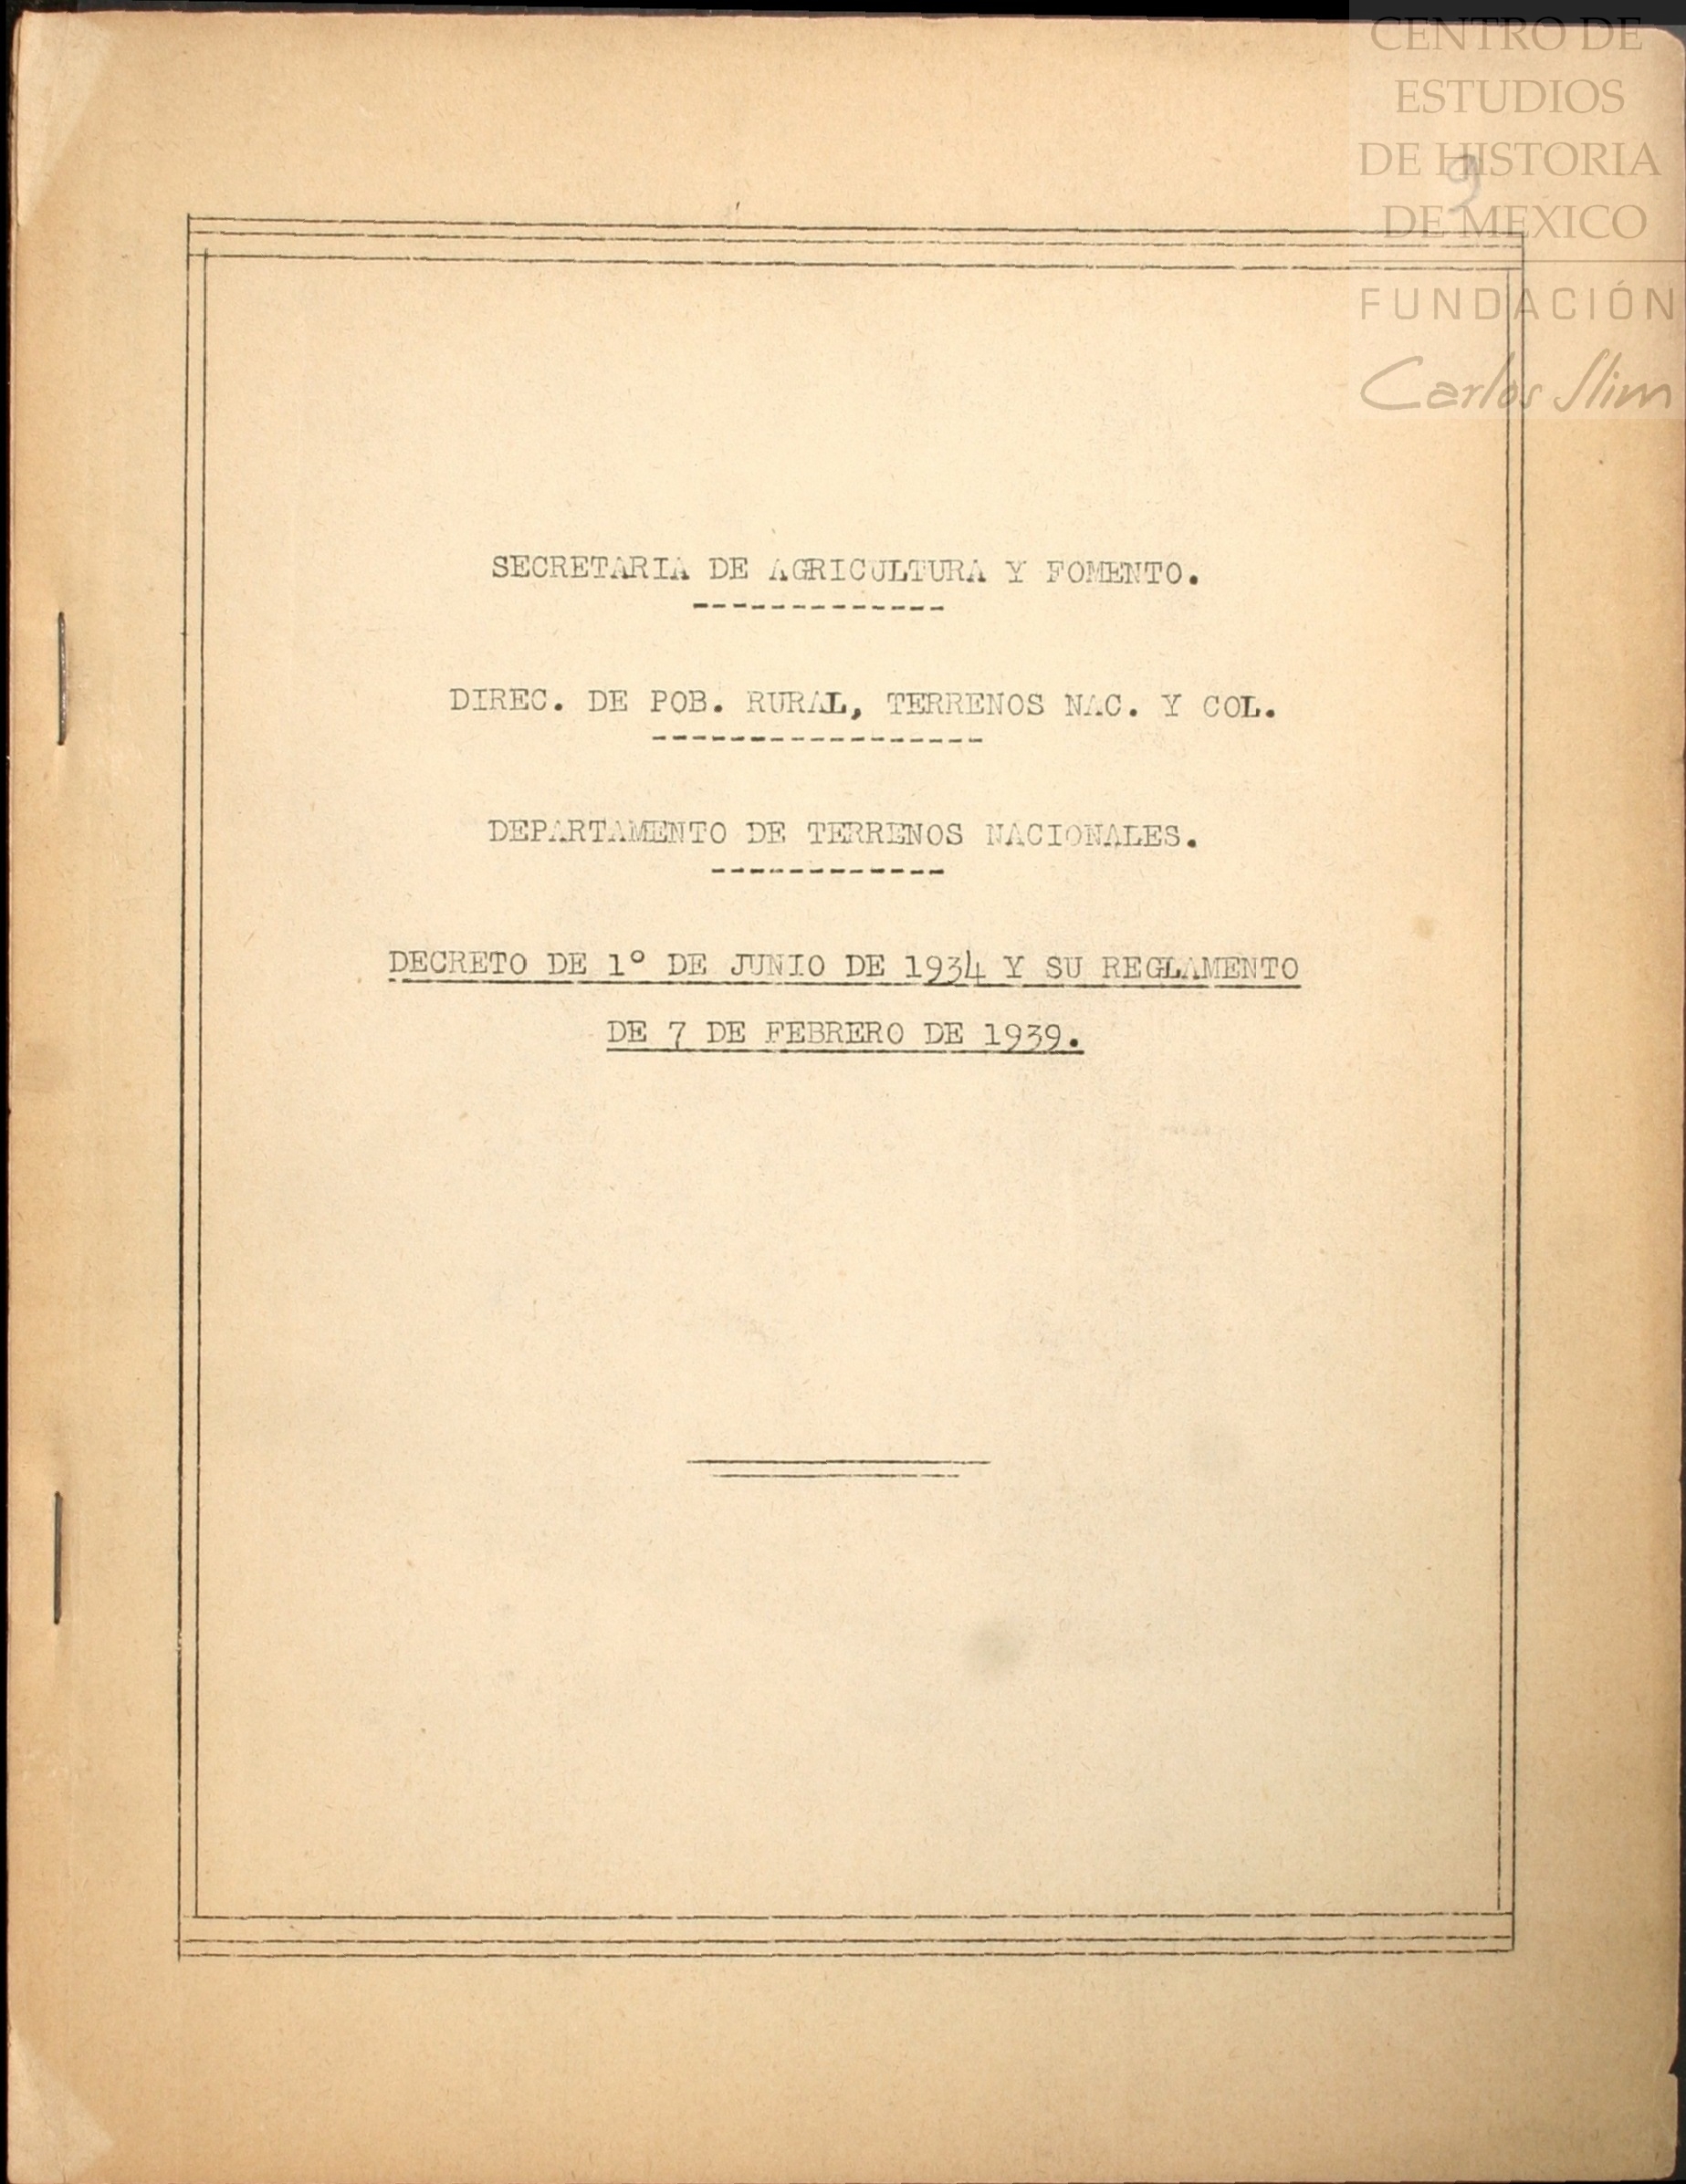 CENTRO DE
ESTUDIOS
DE HISTORIA
DE MEXICO
FUNDACIÓN
Carlos Slim
9
SECRETARIA DE AGRICULTURA Y FOMENTO.
DIREC. DE POB. RURAL, TERRENOS NAC. Y COL.
DEPARTAMENTO DE TERRENOS NACIONALES.
DECRETO DE 1º DE JUNIO DE 1934 Y SU REGLAMENTO
DE 7 DE FEBRERO DE 1939.